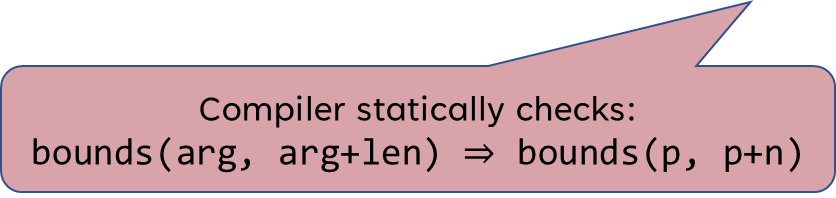 Compiler statically checks:
bounds(arg, arg+len) ⇒ bounds(p, p+n)